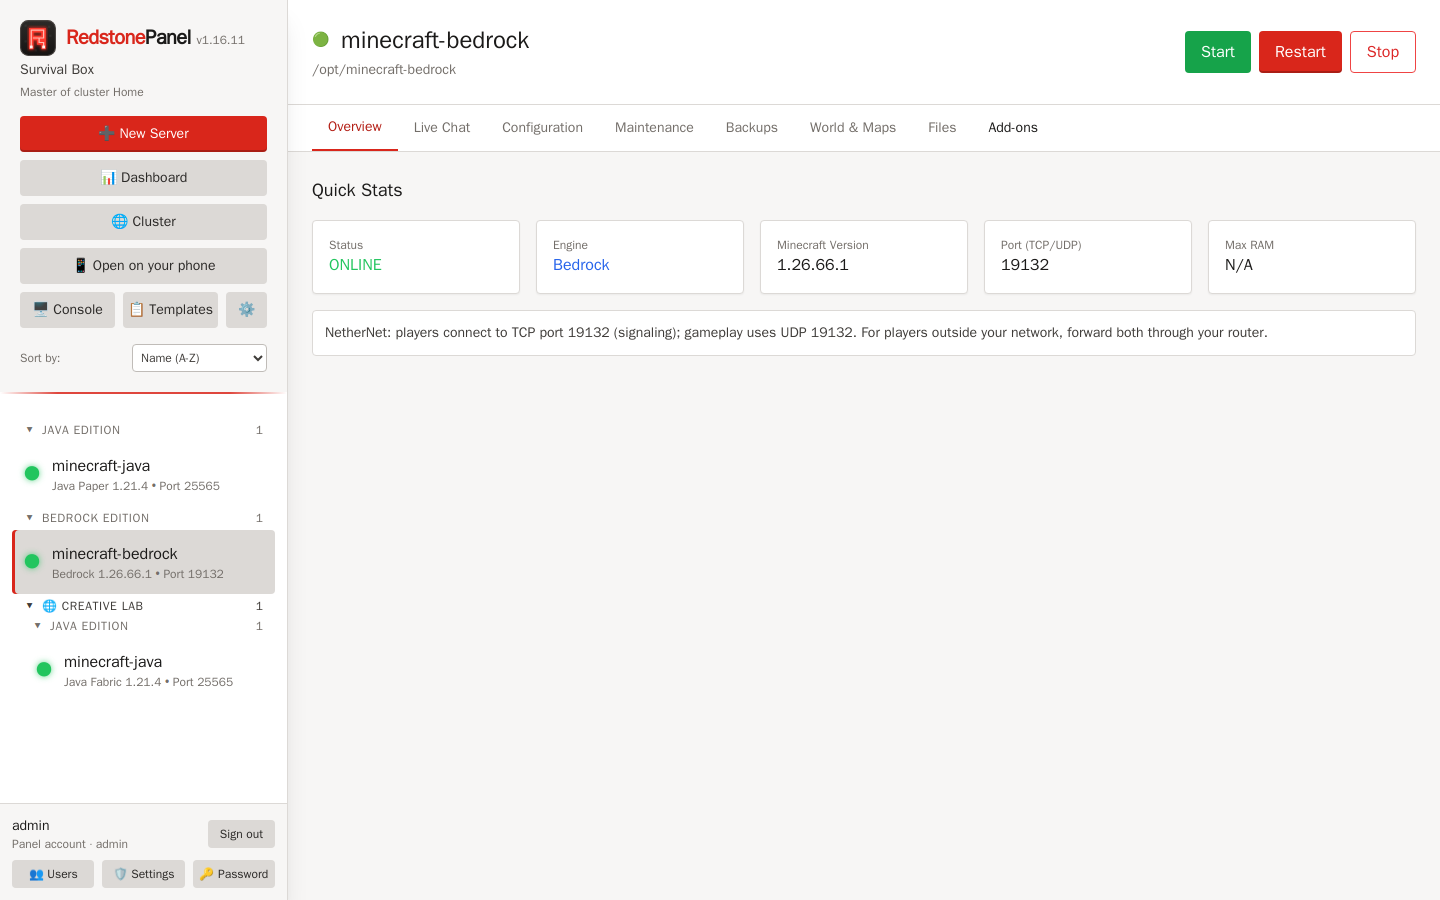 RedstonePanel v1.16.11
Survival Box
Master of cluster Home
➕ New Server
📊 Dashboard
🌐 Cluster
📱 Open on your phone
🖥️ Console
📋 Templates
⚙️
Sort by:
Name (A-Z)
▼ JAVA EDITION 1
minecraft-java
Java Paper 1.21.4 • Port 25565
▼ BEDROCK EDITION 1
minecraft-bedrock
Bedrock 1.26.66.1 • Port 19132
▼ 🌐 CREATIVE LAB 1
▼ JAVA EDITION 1
minecraft-java
Java Fabric 1.21.4 • Port 25565
admin
Panel account · admin
Sign out
👥 Users
🛡️ Settings
🔑 Password
minecraft-bedrock
/opt/minecraft-bedrock
Start
Restart
Stop
Overview
Live Chat
Configuration
Maintenance
Backups
World & Maps
Files
Add-ons
Quick Stats
Status
ONLINE
Engine
Bedrock
Minecraft Version
1.26.66.1
Port (TCP/UDP)
19132
Max RAM
N/A
NetherNet: players connect to TCP port 19132 (signaling); gameplay uses UDP 19132. For players outside your network, forward both through your router.